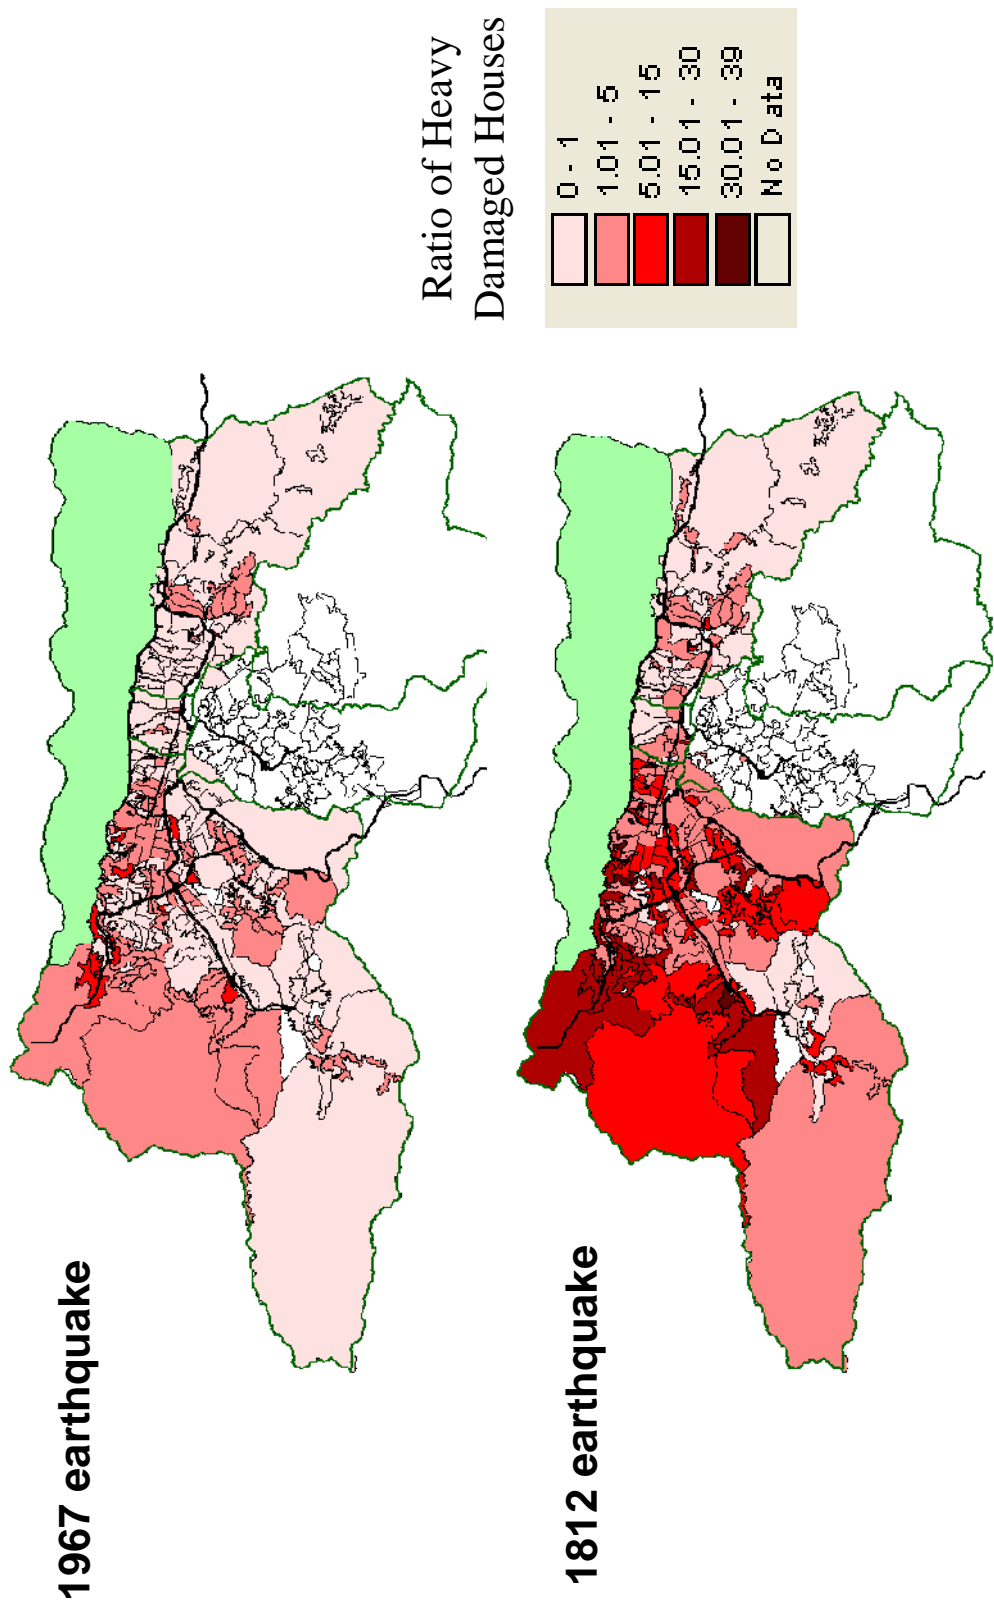 1967 earthquake
1812 earthquake
Ratio of Heavy
Damaged Houses
0 - 1
1.01 - 5
5.01 - 15
15.01 - 30
30.01 - 39
No Data